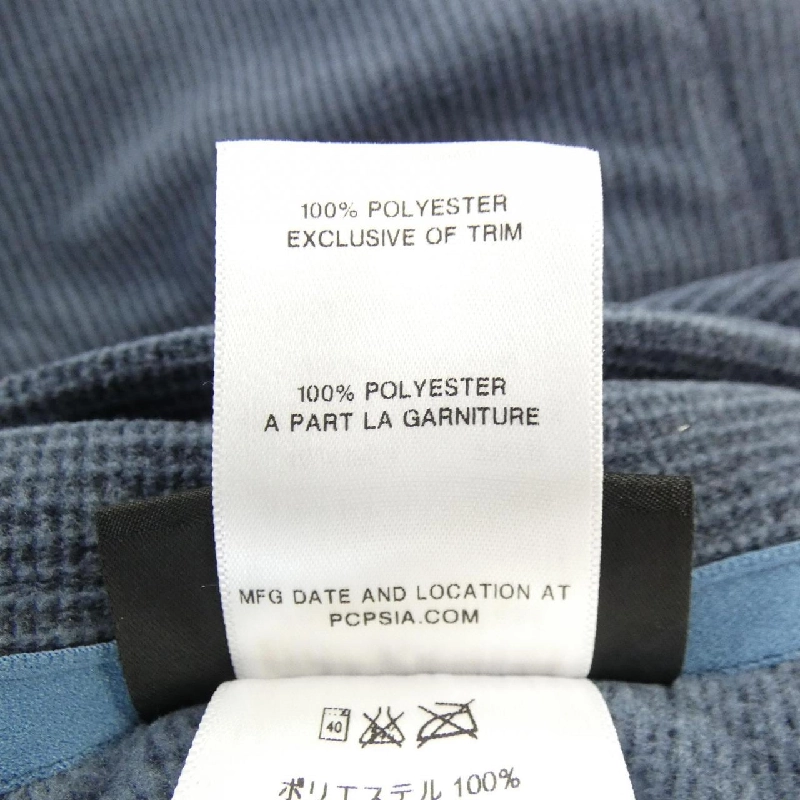 100% POLYESTER
EXCLUSIVE OF TRIM
100% POLYESTER
A PART LA GARNITURE
MFG DATE AND LOCATION AT
PCPSIA.COM
40
ポリエステル 100%